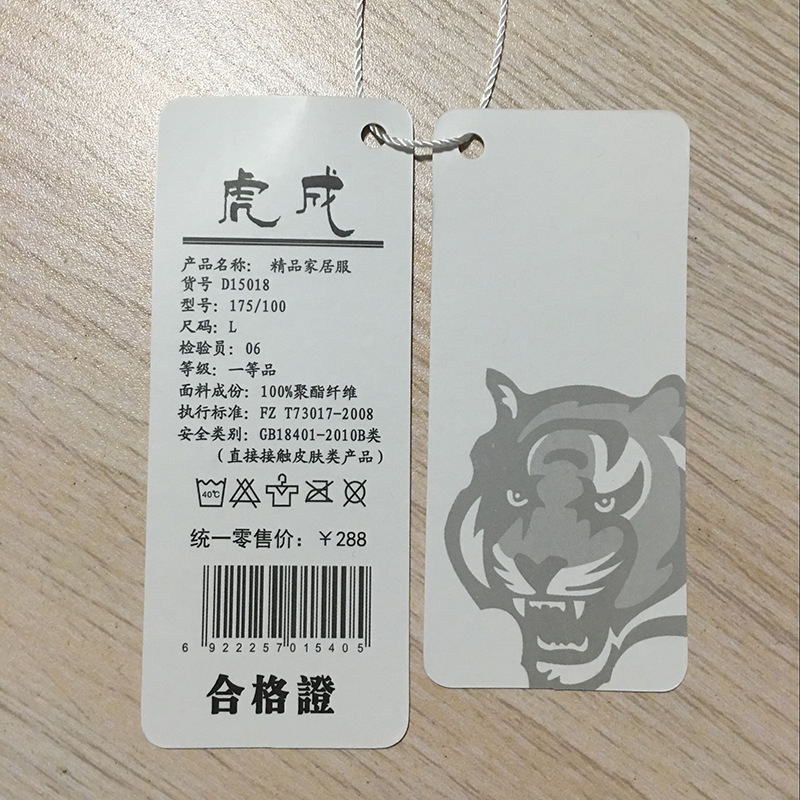 虎成
产品名称: 精品家居服
货号 D15018
型号: 175/100
尺码: L
检验员: 06
等级: 一等品
面料成份: 100%聚酯纤维
执行标准: FZ T73017-2008
安全类别: GB18401-2010B类
(直接接触皮肤类产品)
40℃
统一零售价: ¥288
6 922257 015405
合格證